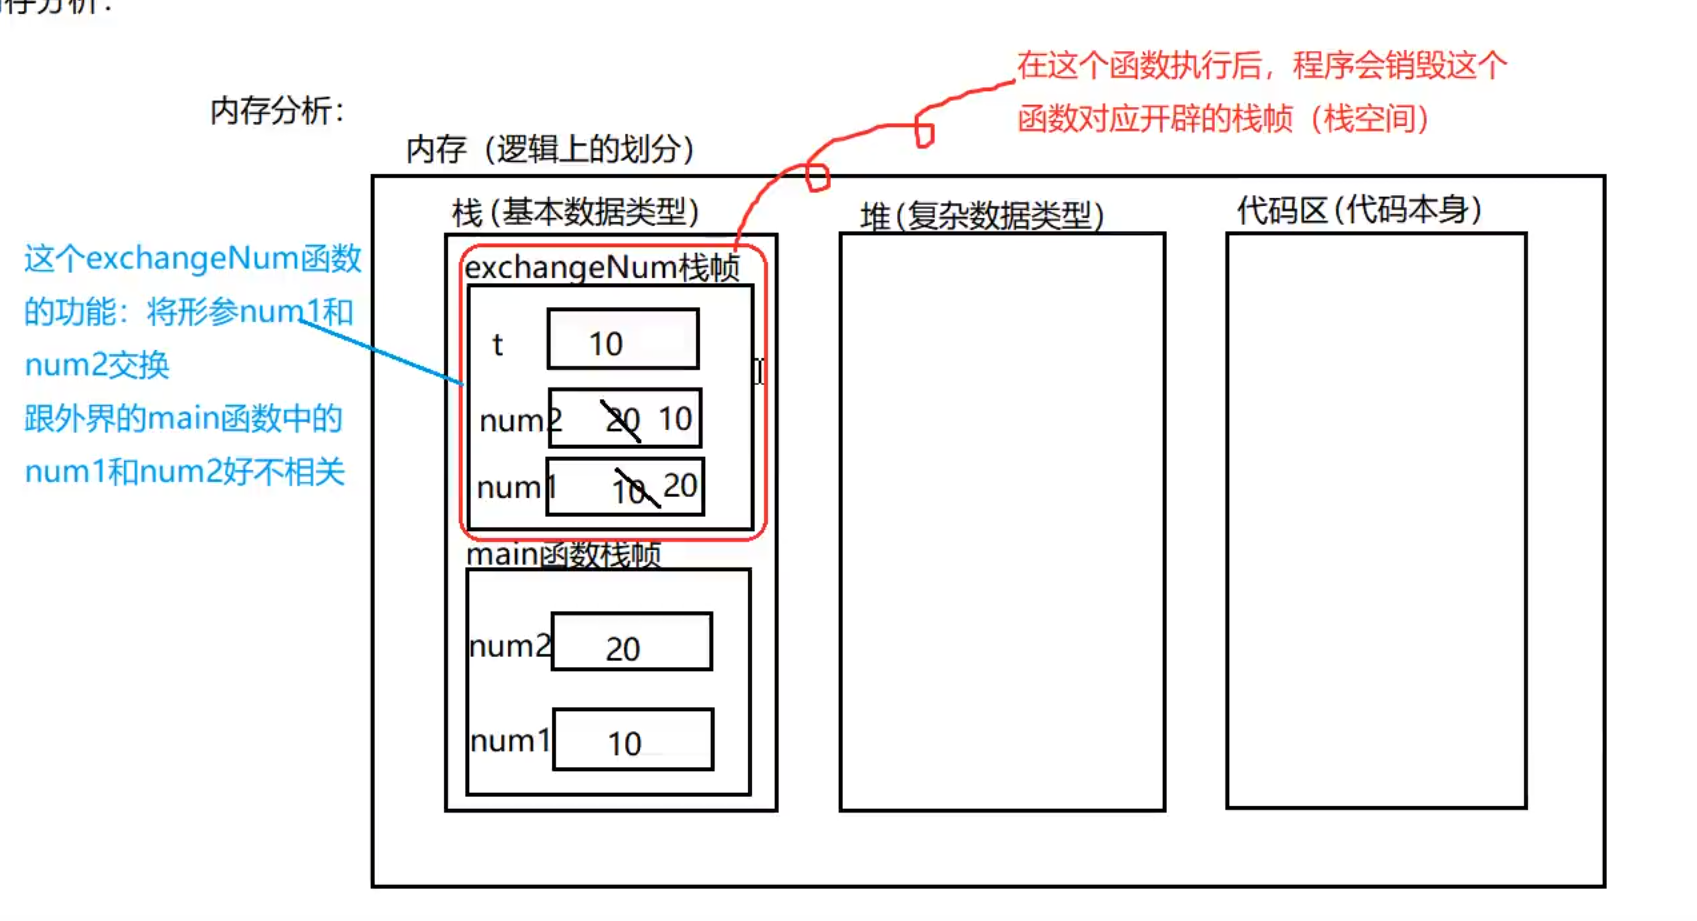 内存分析：
内存分析：
在这个函数执行后，程序会销毁这个
函数对应开辟的栈帧（栈空间）
内存（逻辑上的划分）
栈(基本数据类型)
堆(复杂数据类型)
代码区(代码本身)
这个exchangeNum函数
的功能：将形参num1和
num2交换
跟外界的main函数中的
num1和num2好不相关
exchangeNum栈帧
t 10
num2 20 10
num1 10 20
main函数栈帧
num2 20
num1 10